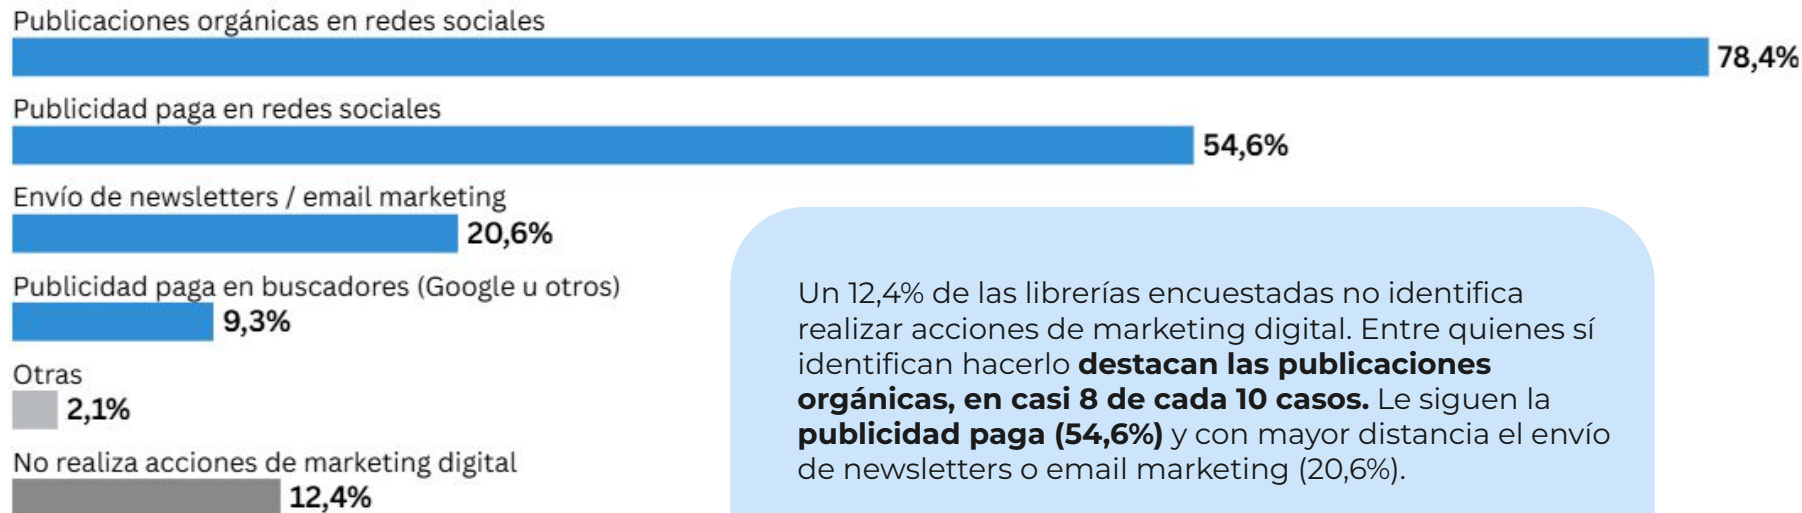 Publicaciones orgánicas en redes sociales
78,4%
Publicidad paga en redes sociales
54,6%
Envío de newsletters / email marketing
20,6%
Publicidad paga en buscadores (Google u otros)
9,3%
Otras
2,1%
No realiza acciones de marketing digital
12,4%
Un 12,4% de las librerías encuestadas no identifica
realizar acciones de marketing digital. Entre quienes sí
identifican hacerlo destacan las publicaciones
orgánicas, en casi 8 de cada 10 casos. Le siguen la
publicidad paga (54,6%) y con mayor distancia el envío
de newsletters o email marketing (20,6%).